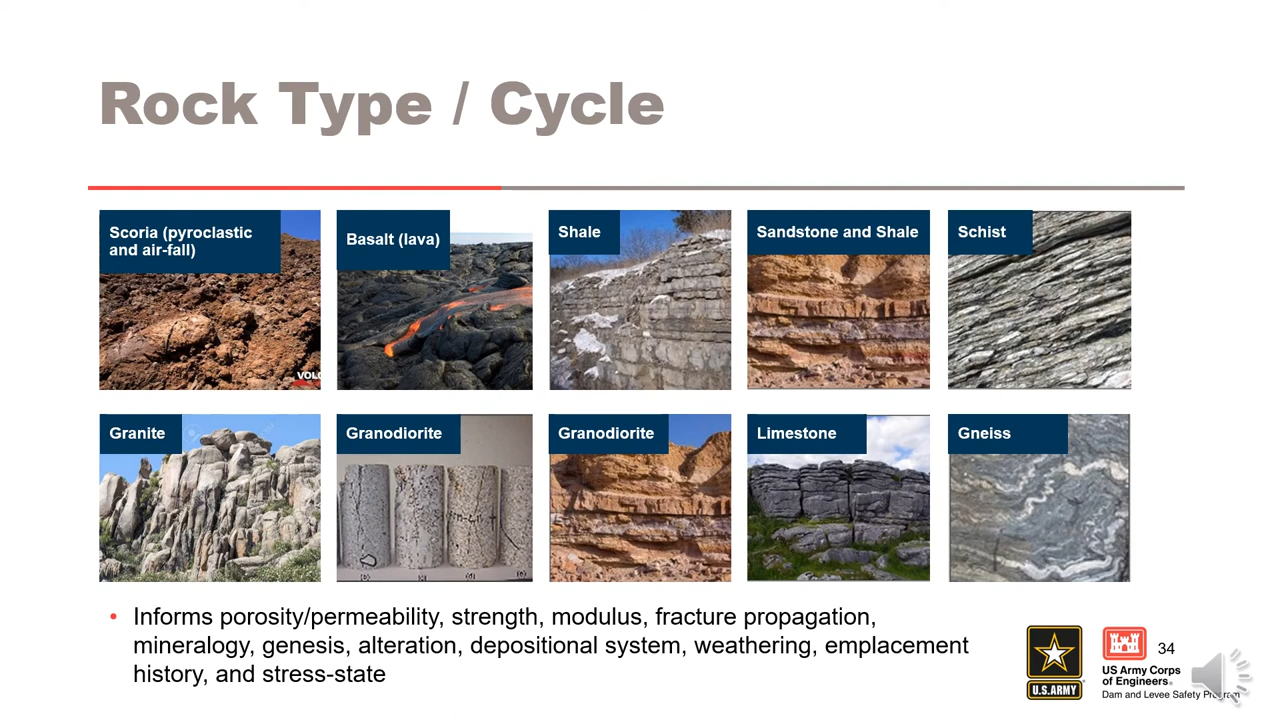 Rock Type / Cycle
Scoria (pyroclastic
and air-fall)
Basalt (lava)
Shale
Sandstone and Shale
Schist
Granite
Granodiorite
Granodiorite
Limestone
Gneiss
• Informs porosity/permeability, strength, modulus, fracture propagation,
mineralogy, genesis, alteration, depositional system, weathering, emplacement
history, and stress-state
U.S.ARMY
US Army Corps
of Engineers®
Dam and Levee Safety Program
34